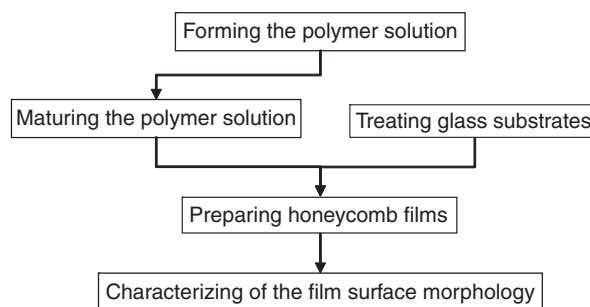 Forming the polymer solution
Maturing the polymer solution
Treating glass substrates
Preparing honeycomb films
Characterizing of the film surface morphology